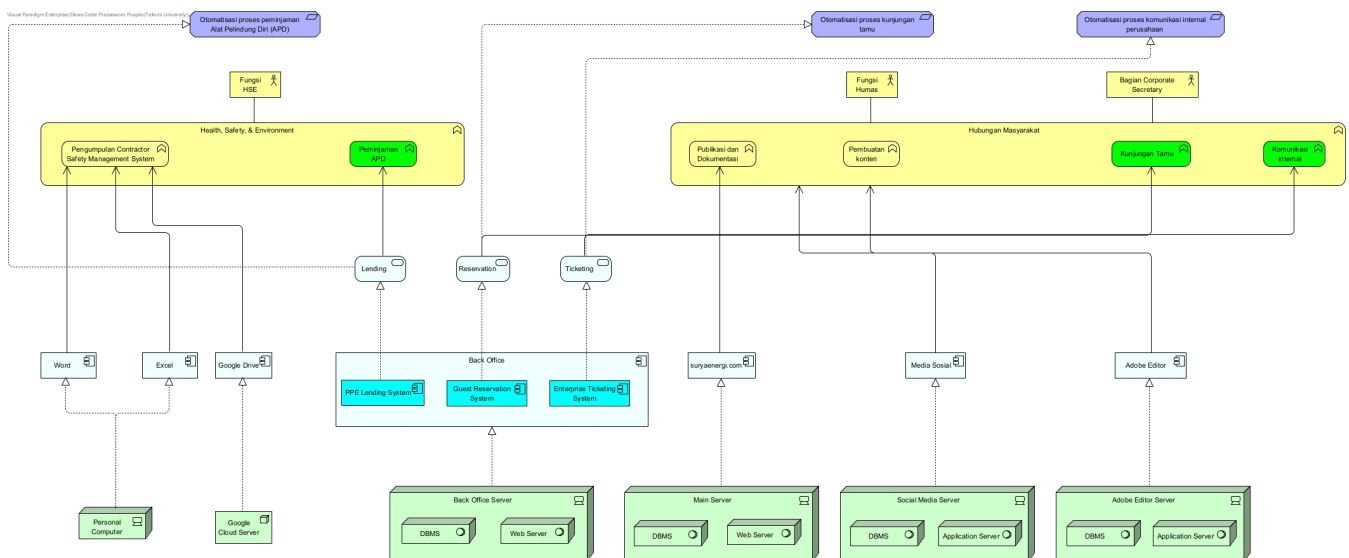 Visual Paradigm Enterprise(Dewa Certe Pratiaswore Puspito(Telkom University))
Otomatisasi proses peminjaman
Alat Pelindung Diri (APD)
Otomatisasi proses kunjungan
tamu
Otomatisasi proses komunikasi internal
perusahaan
Fungsi
HSE
Fungsi
Humas
Bagian Corporate
Secretary
Health, Safety, & Environment
Hubungan Masyarakat
Pengumpulan Contractor
Safety Management System
Peminjaman
APD
Publikasi dan
Dokumentasi
Pembuatan
konten
Kunjungan Tamu
Komunikasi
internal
Lending
Reservation
Ticketing
Word
Excel
Google Drive
Back Office
suryaenergi.com
Media Sosial
Adobe Editor
PPE Lending System
Guest Reservation
System
Enterprise Ticketing
System
Personal
Computer
Google
Cloud Server
Back Office Server
DBMS
Web Server
Main Server
DBMS
Web Server
Social Media Server
DBMS
Application Server
Adobe Editor Server
DBMS
Application Server